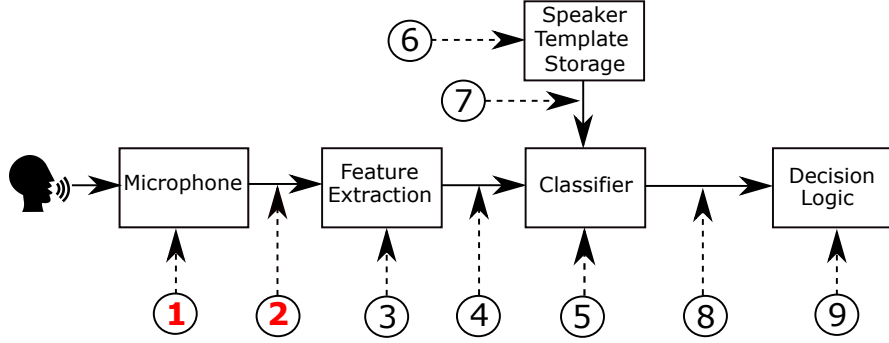 6
Speaker
Template
Storage
7
Microphone
Feature
Extraction
Classifier
Decision
Logic
1
2
3
4
5
8
9